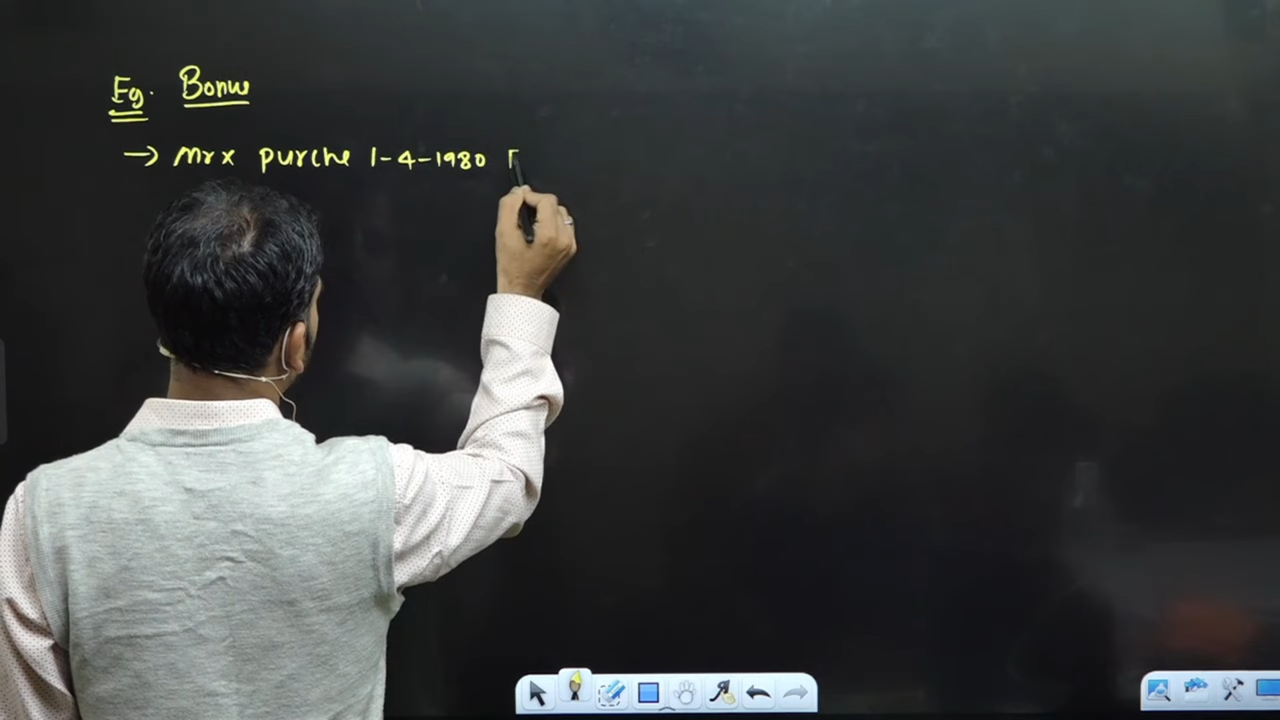 Eg. Bonus
→ Mr X purche 1-4-1980